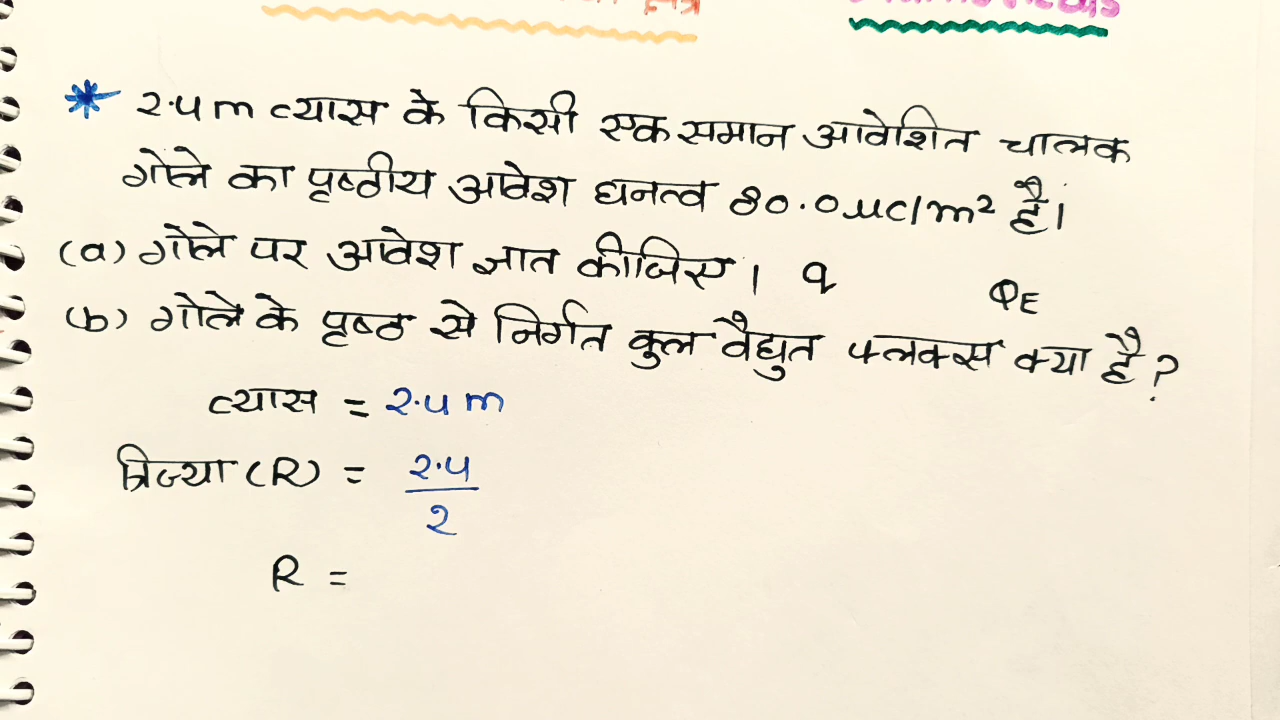 * 2.4 m व्यास के किसी एक समान आवेशित चालक
गोले का पृष्ठीय आवेश घनत्व 80.0 μC/m² है।
(a) गोले पर आवेश ज्ञात कीजिए। q
(b) गोले के पृष्ठ से निर्गत कुल वैद्युत फ्लक्स क्या है? ΦE
व्यास = 2.4 m
त्रिज्या (R) = 2.4
2
R =